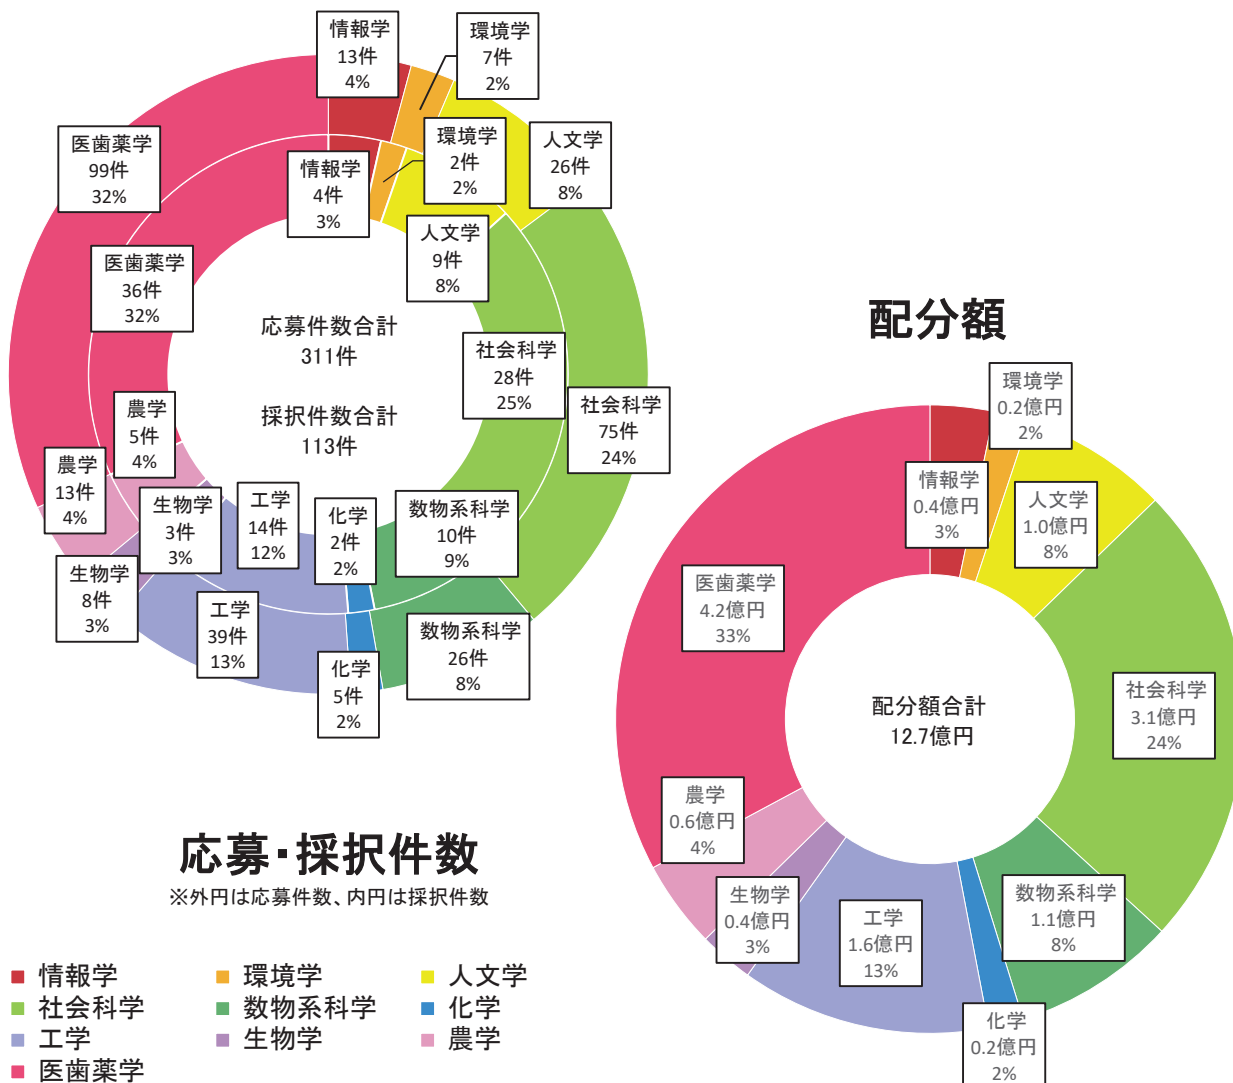 情報学
13件
4%
環境学
7件
2%
人文学
26件
8%
社会科学
75件
24%
数物系科学
26件
8%
化学
5件
2%
工学
39件
13%
生物学
8件
3%
農学
13件
4%
医歯薬学
99件
32%
情報学
4件
3%
環境学
2件
2%
人文学
9件
8%
社会科学
28件
25%
数物系科学
10件
9%
化学
2件
2%
工学
14件
12%
生物学
3件
3%
農学
5件
4%
医歯薬学
36件
32%
応募件数合計
311件
採択件数合計
113件
応募・採択件数
※外円は応募件数、内円は採択件数
配分額
情報学
0.4億円
3%
環境学
0.2億円
2%
人文学
1.0億円
8%
社会科学
3.1億円
24%
数物系科学
1.1億円
8%
化学
0.2億円
2%
工学
1.6億円
13%
生物学
0.4億円
3%
農学
0.6億円
4%
医歯薬学
4.2億円
33%
配分額合計
12.7億円
情報学
環境学
人文学
社会科学
数物系科学
化学
工学
生物学
農学
医歯薬学